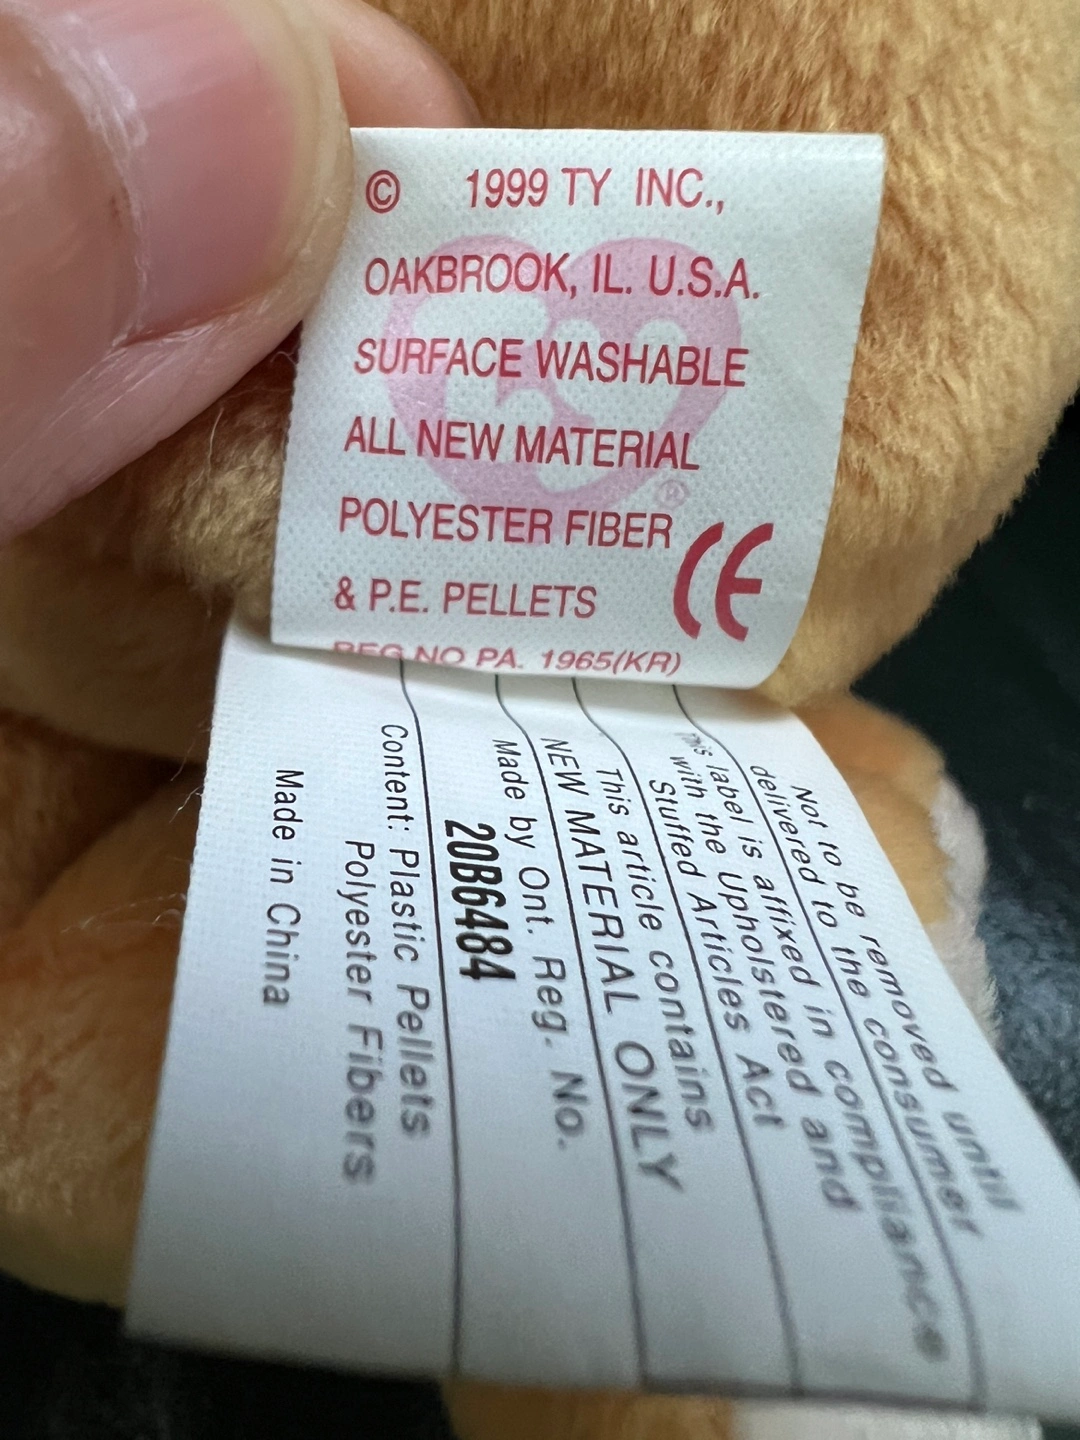 © 1999 TY INC.,
OAKBROOK, IL. U.S.A.
SURFACE WASHABLE
ALL NEW MATERIAL
POLYESTER FIBER
& P.E. PELLETS
CE
REG NO PA. 1965(KR)
ty
®
Not to be removed until
delivered to the consumer
This label is affixed in compliance
with the Upholstered and
Stuffed Articles Act
This article contains
NEW MATERIAL ONLY
Made by Ont. Reg. No.
20B6484
Content: Plastic Pellets
Polyester Fibers
Made in China